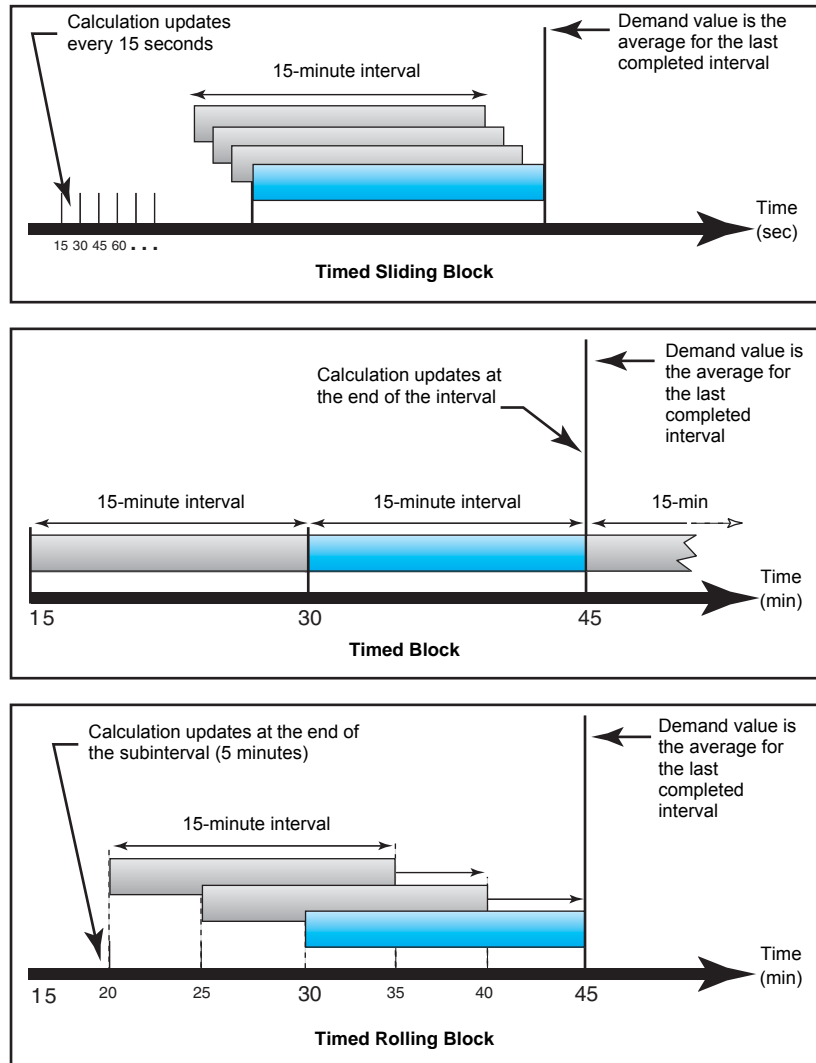 Calculation updates
every 15 seconds
Demand value is the
average for the last
completed interval
15-minute interval
Time
(sec)
15 30 45 60 . . .
Timed Sliding Block
Demand value is
the average for
the last
completed
interval
Calculation updates at
the end of the interval
15-minute interval
15-minute interval
15-min
Time
(min)
15
30
45
Timed Block
Calculation updates at the end of
the subinterval (5 minutes)
Demand value is
the average for
the last
completed
interval
15-minute interval
Time
(min)
15 20 25 30 35 40 45
Timed Rolling Block